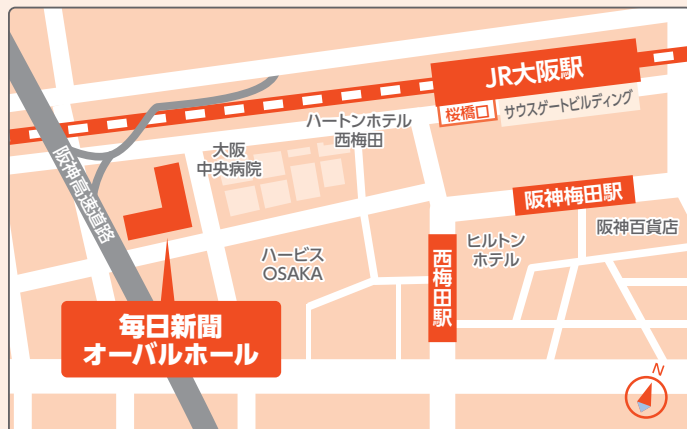 JR大阪駅
桜橋口
サウスゲートビルディング
ハートンホテル
西梅田
大阪
中央病院
阪神高速道路
阪神梅田駅
阪神百貨店
ヒルトン
ホテル
西梅田駅
ハービス
OSAKA
毎日新聞
オーバルホール
N